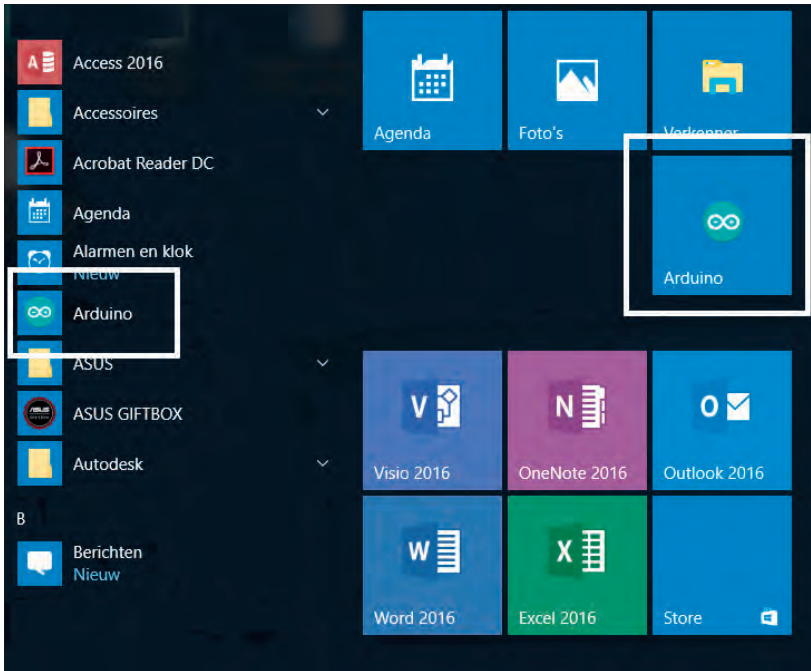 Access 2016
Accessoires
Acrobat Reader DC
Agenda
Alarmen en klok
Nieuw
Arduino
ASUS
ASUS GIFTBOX
Autodesk
B
Berichten
Nieuw
Agenda
Foto's
Verkenner
Arduino
Visio 2016
OneNote 2016
Outlook 2016
Word 2016
Excel 2016
Store